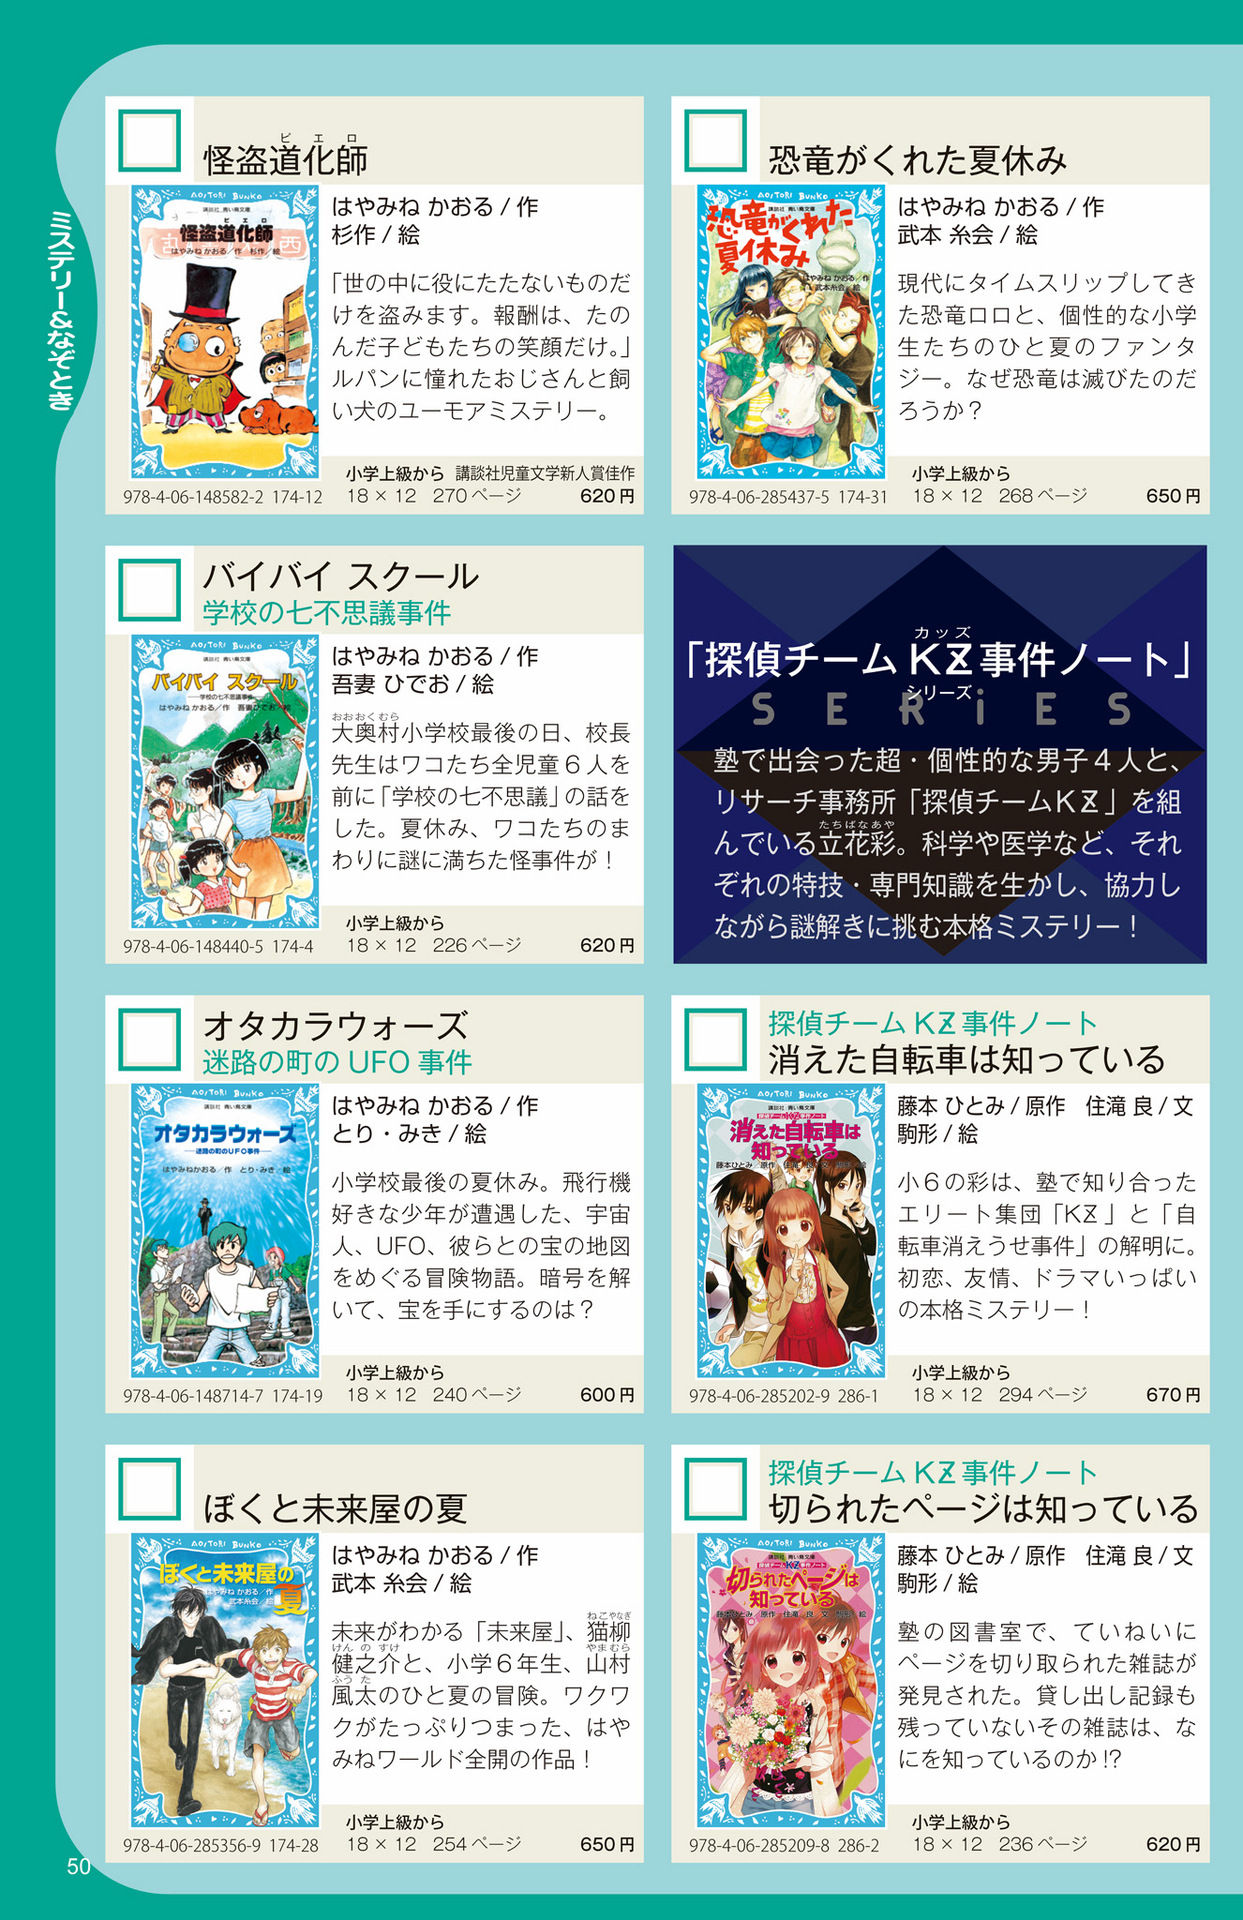 ミステリー&なぞとき
ピエロ
怪盗道化師
AOITORI BUNKO
講談社 青い鳥文庫
ピエロ
怪盗道化師
はやみね かおる/作 杉作/絵
はやみね かおる / 作
杉作 / 絵
「世の中に役にたたないものだ
けを盗みます。報酬は、たの
んだ子どもたちの笑顔だけ。」
ルパンに憧れたおじさんと飼
い犬のユーモアミステリー。
小学上級から 講談社児童文学新人賞佳作
978-4-06-148582-2 174-12 18 × 12 270 ページ 620 円
恐竜がくれた夏休み
AOITORI BUNKO
講談社 青い鳥文庫
恐竜がくれた
夏休み
はやみね かおる/作
武本糸会/絵
はやみね かおる / 作
武本 糸会 / 絵
現代にタイムスリップしてき
た恐竜ロロと、個性的な小学
生たちのひと夏のファンタ
ジー。なぜ恐竜は滅びたのだ
ろうか?
小学上級から
978-4-06-285437-5 174-31 18 × 12 268 ページ 650 円
バイバイ スクール
学校の七不思議事件
AOITORI BUNKO
講談社 青い鳥文庫
バイバイ スクール
―学校の七不思議事件―
はやみね かおる/作 吾妻ひでお/絵
はやみね かおる / 作
吾妻 ひでお / 絵
おおおくむら
大奥村小学校最後の日、校長
先生はワコたち全児童6人を
前に「学校の七不思議」の話を
した。夏休み、ワコたちのま
わりに謎に満ちた怪事件が!
小学上級から
978-4-06-148440-5 174-4 18 × 12 226 ページ 620 円
カッズ
「探偵チーム KZ 事件ノート」
シリーズ
SERiES
塾で出会った超・個性的な男子4人と、
リサーチ事務所「探偵チームKZ」を組
たちばなあや
んでいる立花彩。科学や医学など、それ
ぞれの特技・専門知識を生かし、協力し
ながら謎解きに挑む本格ミステリー!
オタカラウォーズ
迷路の町の UFO 事件
AOITORI BUNKO
講談社 青い鳥文庫
オタカラウォーズ
―迷路の町のUFO事件―
はやみねかおる/作 とり・みき/絵
はやみね かおる / 作
とり・みき / 絵
小学校最後の夏休み。飛行機
好きな少年が遭遇した、宇宙
人、UFO、彼らとの宝の地図
をめぐる冒険物語。暗号を解
いて、宝を手にするのは?
小学上級から
978-4-06-148714-7 174-19 18 × 12 240 ページ 600 円
探偵チーム KZ 事件ノート
消えた自転車は知っている
AOITORI BUNKO
講談社 青い鳥文庫
探偵チームKZ事件ノート
消えた自転車は
知っている
藤本ひとみ/原作 住滝 良/文 駒形/絵
藤本 ひとみ / 原作 住滝 良 / 文
駒形 / 絵
小6の彩は、塾で知り合った
エリート集団「KZ」と「自
転車消えうせ事件」の解明に。
初恋、友情、ドラマいっぱい
の本格ミステリー!
小学上級から
978-4-06-285202-9 286-1 18 × 12 294 ページ 670 円
ぼくと未来屋の夏
AOITORI BUNKO
講談社 青い鳥文庫
ぼくと未来屋の
夏
はやみね かおる/作
武本糸会/絵
はやみね かおる / 作
武本 糸会 / 絵
ねこやなぎ
未来がわかる「未来屋」、猫柳
けんのすけ やまむら
健之介と、小学6年生、山村
ふうた
風太のひと夏の冒険。ワクワ
クがたっぷりつまった、はや
みねワールド全開の作品!
小学上級から
978-4-06-285356-9 174-28 18 × 12 254 ページ 650 円
探偵チーム KZ 事件ノート
切られたページは知っている
AOITORI BUNKO
講談社 青い鳥文庫
探偵チームKZ事件ノート
切られたページは
知っている
藤本ひとみ/原作 住滝 良/文 駒形/絵
藤本 ひとみ / 原作 住滝 良 / 文
駒形 / 絵
塾の図書室で、ていねいに
ページを切り取られた雑誌が
発見された。貸し出し記録も
残っていないその雑誌は、な
にを知っているのか!?
小学上級から
978-4-06-285209-8 286-2 18 × 12 236 ページ 620 円
50